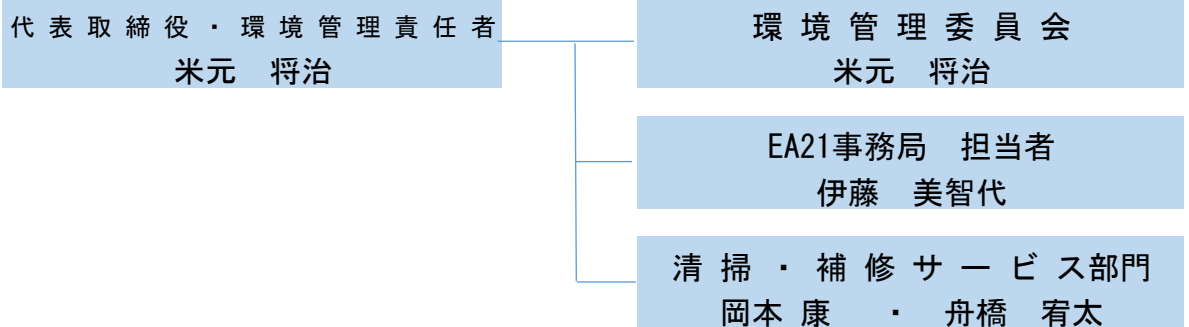 代表取締役・環境管理責任者
米元 将治
環境管理委員会
米元 将治
EA21事務局 担当者
伊藤 美智代
清掃・補修サービス部門
岡本 康 ・ 舟橋 宥太